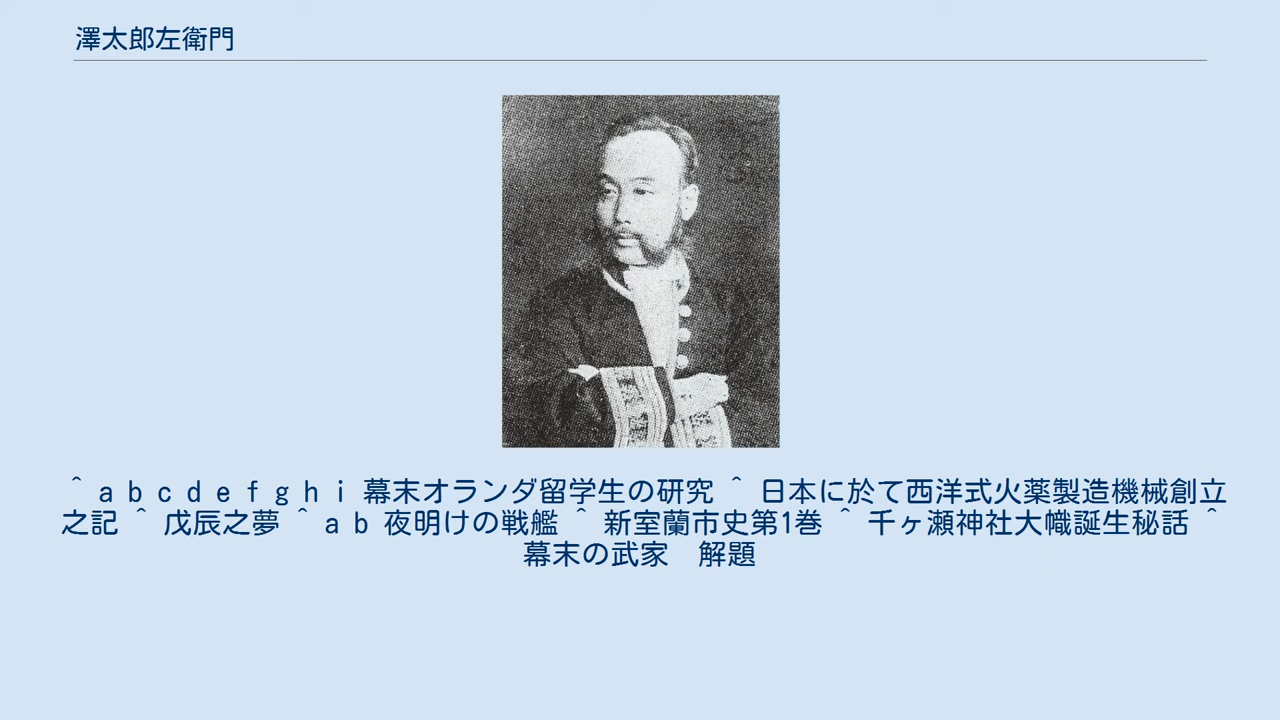 澤太郎左衛門
^ a b c d e f g h i 幕末オランダ留学生の研究 ^ 日本に於て西洋式火薬製造機械創立
之記 ^ 戊辰之夢 ^ a b 夜明けの戦艦 ^ 新室蘭市史第1巻 ^ 千ヶ瀬神社大幟誕生秘話 ^
幕末の武家　解題